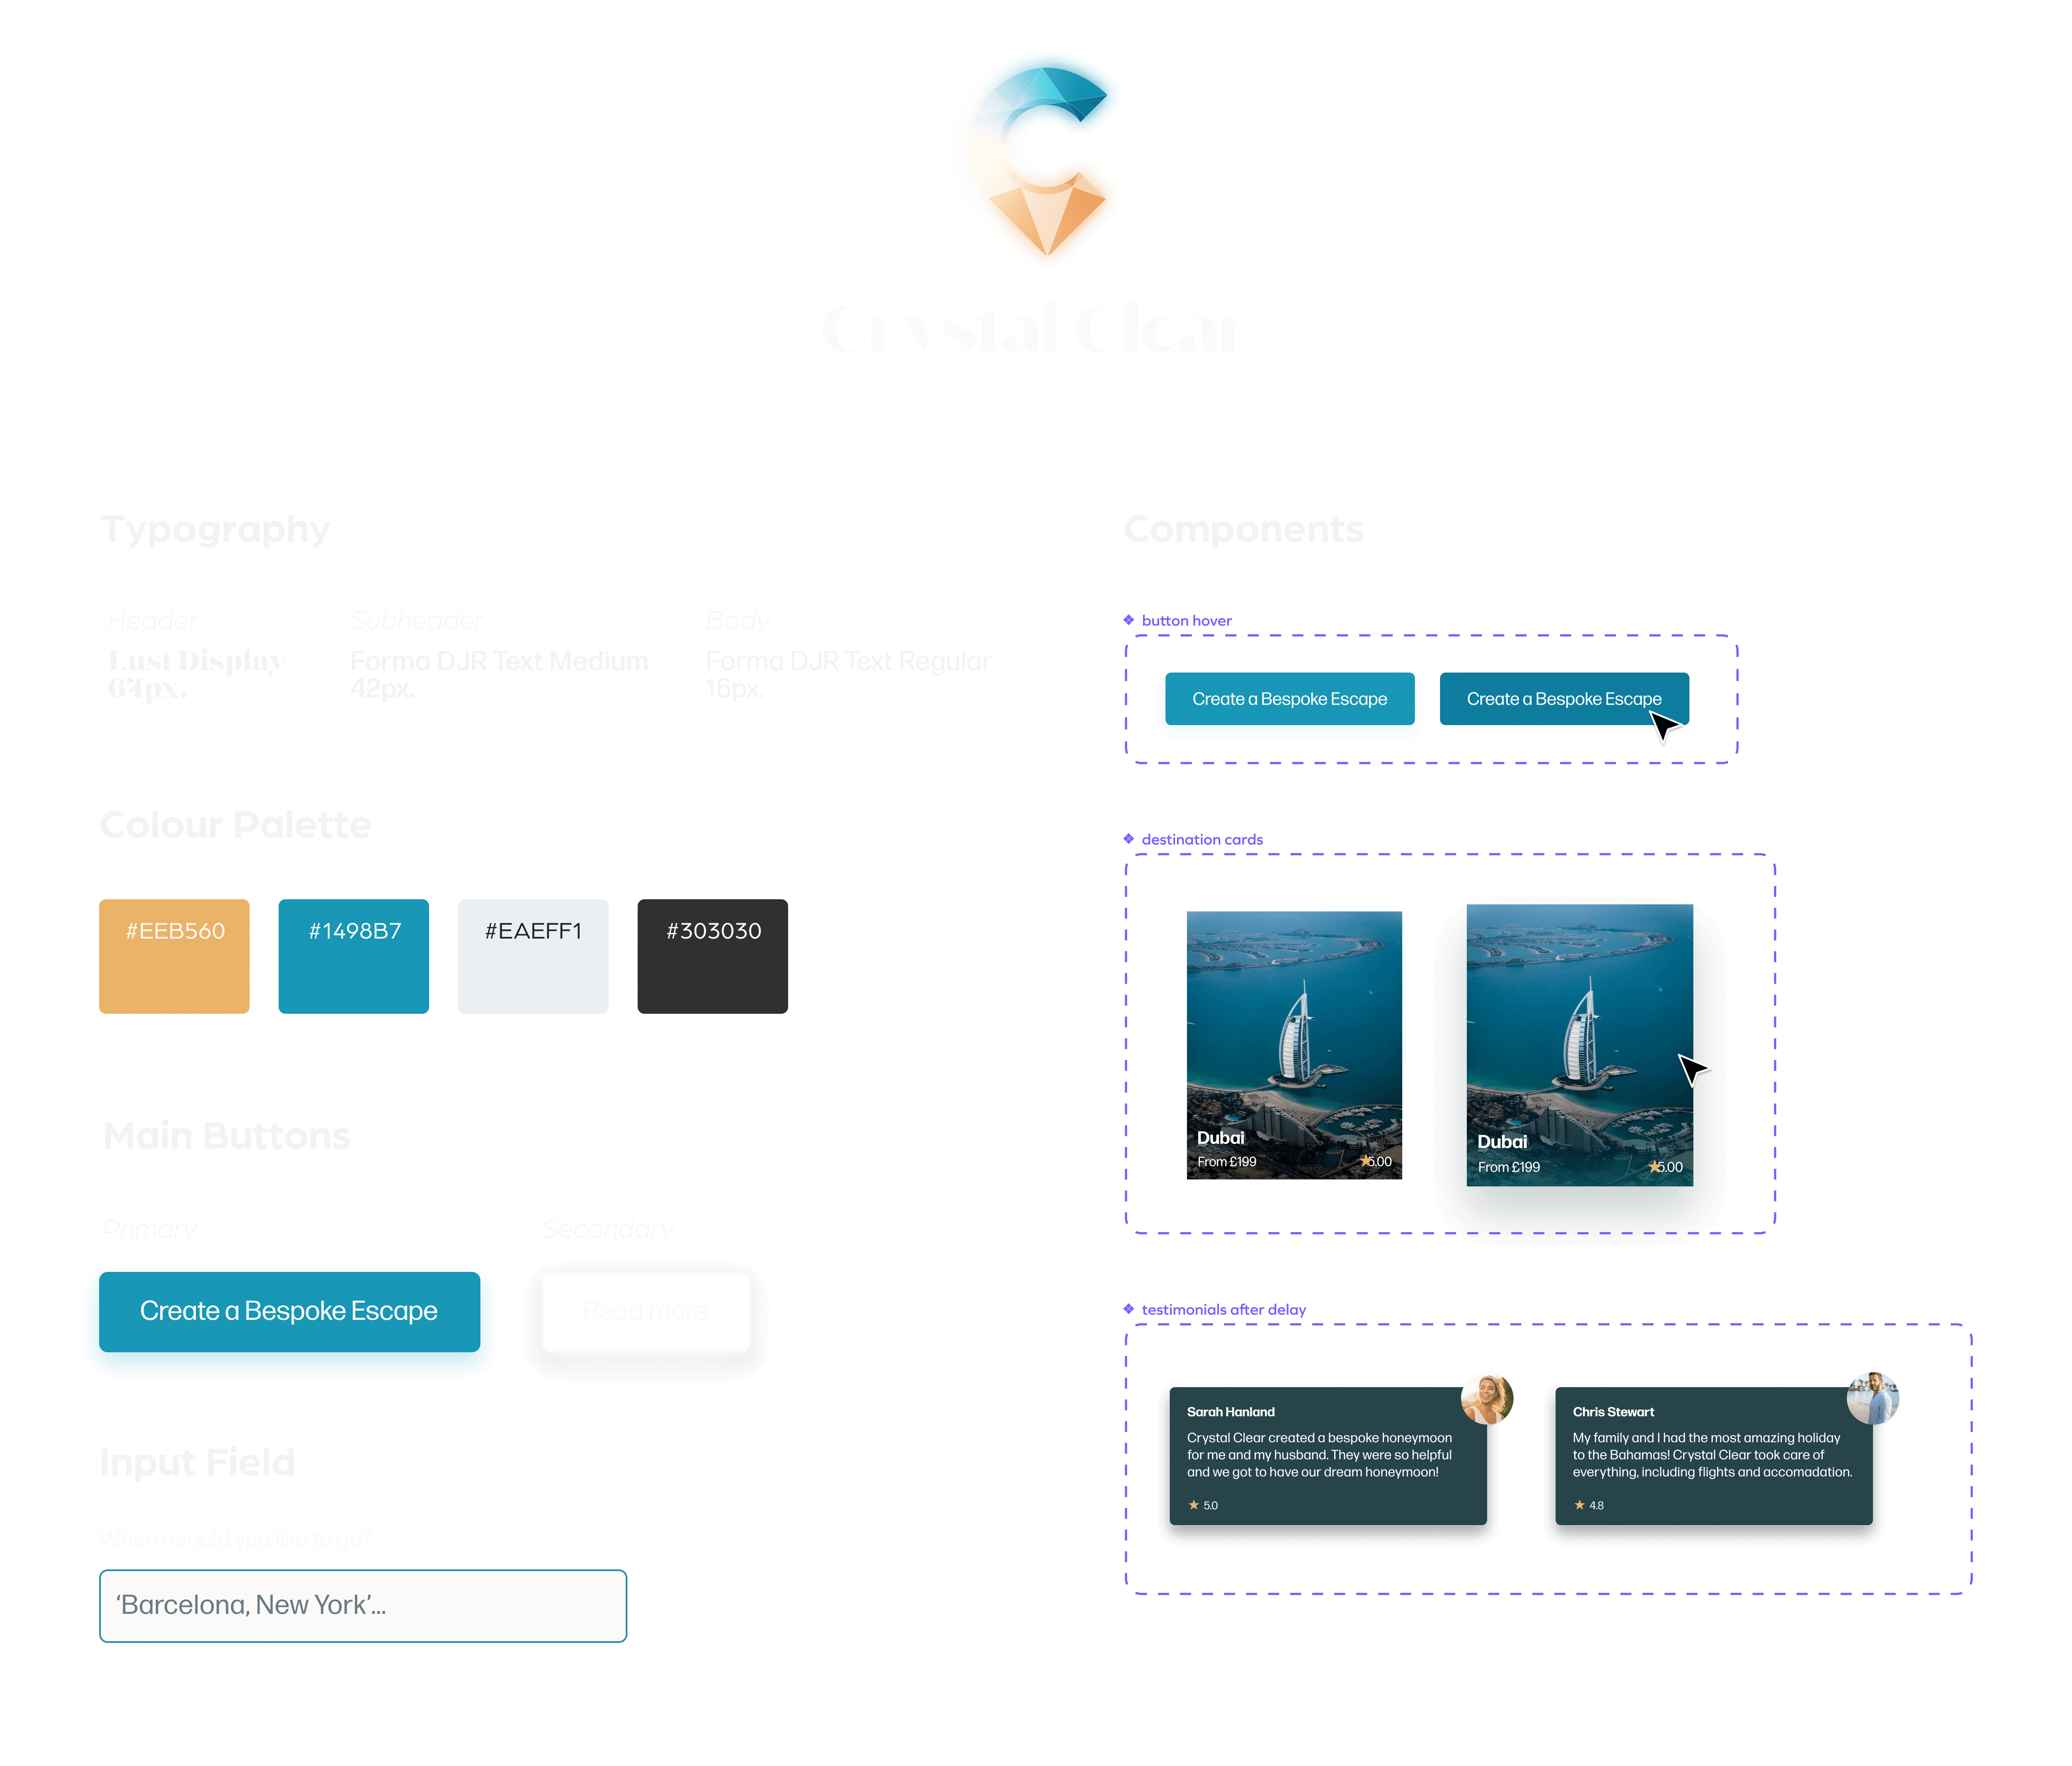 Crystal Clear
Typography
Header
Lust Display
64px.
Subheader
Forma DJR Text Medium
42px.
Body
Forma DJR Text Regular
16px.
Colour Palette
#EEB560
#1498B7
#EAEFF1
#303030
Main Buttons
Primary
Create a Bespoke Escape
Secondary
Read more
Input Field
Where would you like to go?
‘Barcelona, New York’...
Components
button hover
Create a Bespoke Escape
Create a Bespoke Escape
destination cards
Dubai
From £199
5.00
Dubai
From £199
5.00
testimonials after delay
Sarah Hanland
Crystal Clear created a bespoke honeymoon
for me and my husband. They were so helpful
and we got to have our dream honeymoon!
★ 5.0
Chris Stewart
My family and I had the most amazing holiday
to the Bahamas! Crystal Clear took care of
everything, including flights and accomadation.
★ 4.8